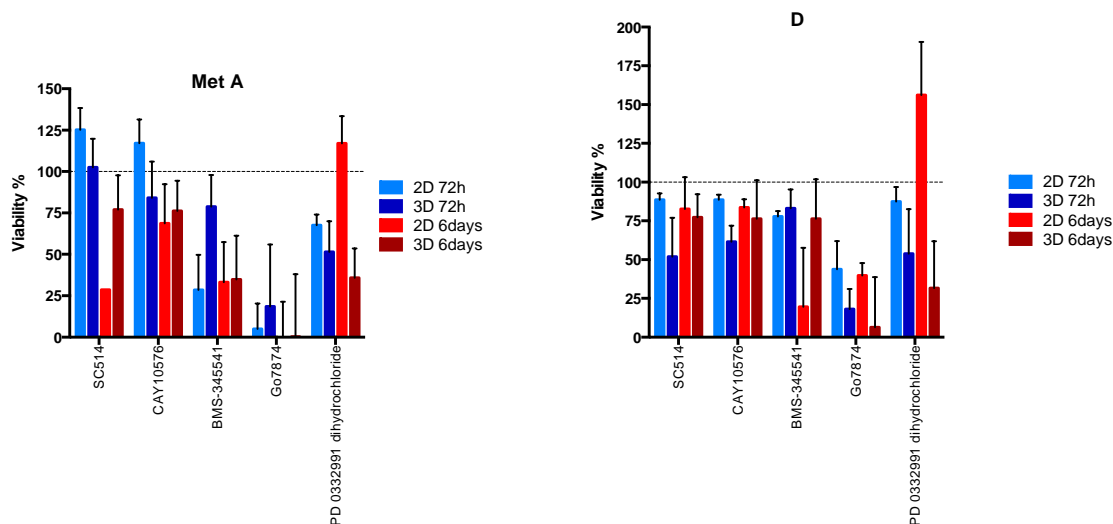 Met A
Viability %
150
125
100
75
50
25
0
SC514
CAY10576
BMS-345541
Go7874
PD 0332991 dihydrochloride
2D 72h
3D 72h
2D 6days
3D 6days
D
Viability %
200
175
150
125
100
75
50
25
0
SC514
CAY10576
BMS-345541
Go7874
PD 0332991 dihydrochloride
2D 72h
3D 72h
2D 6days
3D 6days